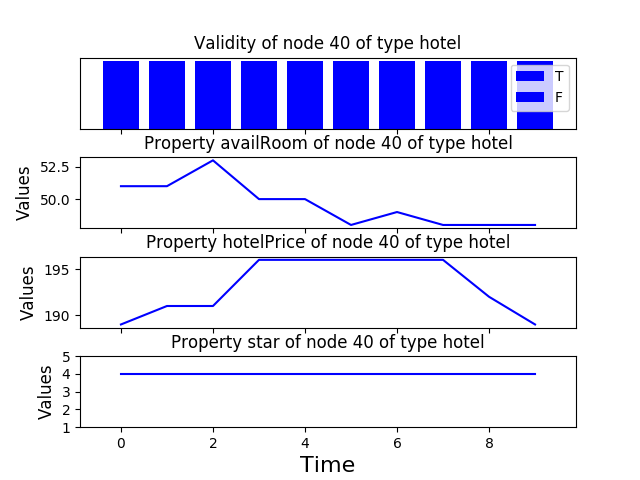 Validity of node 40 of type hotel
T
F
Property availRoom of node 40 of type hotel
52.5
50.0
Values
Property hotelPrice of node 40 of type hotel
195
190
Values
Property star of node 40 of type hotel
5
4
3
2
1
Values
0 2 4 6 8
Time